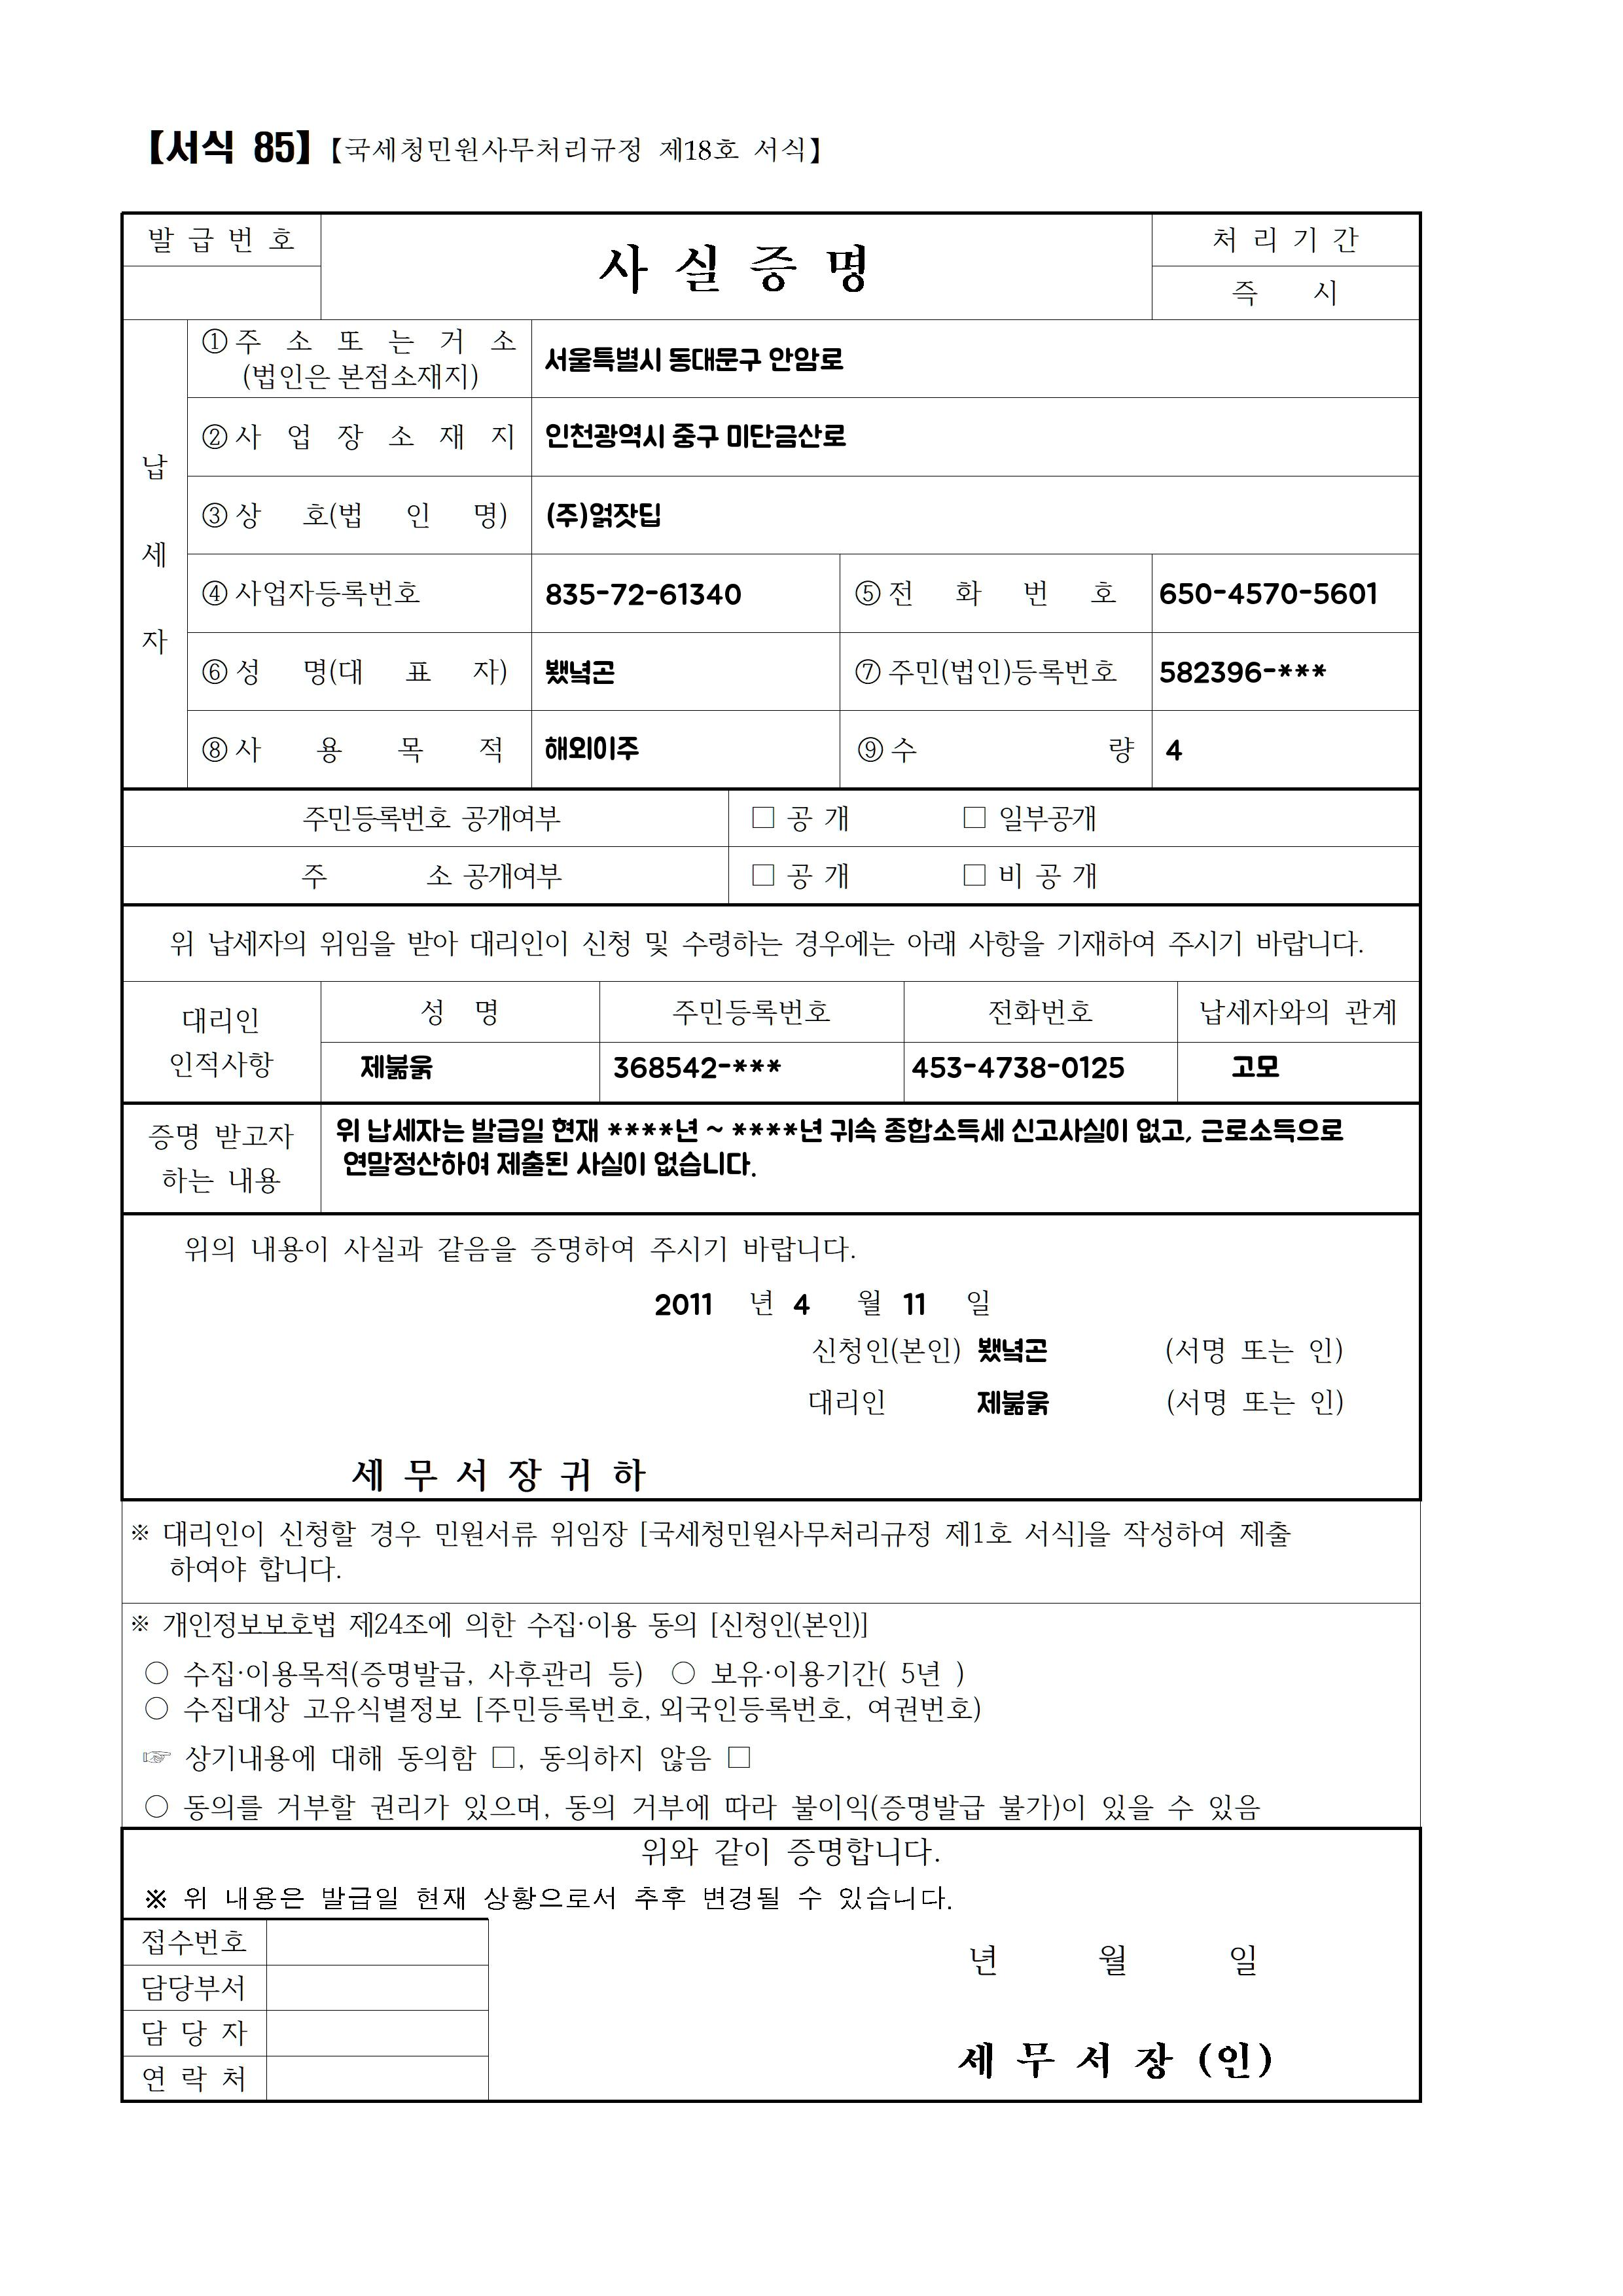 【서식 85】【국세청민원사무처리규정 제18호 서식】
발 급 번 호
사 실 증 명
처 리 기 간
즉 시
납 세 자
① 주 소 또 는 거 소
(법인은 본점소재지)
서울특별시 동대문구 안암로
② 사 업 장 소 재 지
인천광역시 중구 미단금산로
③ 상 호(법 인 명)
(주)얽잣딥
④ 사업자등록번호
835-72-61340
⑤ 전 화 번 호
650-4570-5601
⑥ 성 명(대 표 자)
⑦ 주민(법인)등록번호
582396-***
⑧ 사 용 목 적
해외이주
⑨ 수 량
4
주민등록번호 공개여부
□ 공 개 □ 일부공개
주 소 공개여부
□ 공 개 □ 비 공 개
위 납세자의 위임을 받아 대리인이 신청 및 수령하는 경우에는 아래 사항을 기재하여 주시기 바랍니다.
대리인
인적사항
성 명
주민등록번호
전화번호
납세자와의 관계
368542-***
453-4738-0125
고모
증명 받고자
하는 내용
위 납세자는 발급일 현재 ****년 ~ ****년 귀속 종합소득세 신고사실이 없고, 근로소득으로
연말정산하여 제출된 사실이 없습니다.
위의 내용이 사실과 같음을 증명하여 주시기 바랍니다.
2011 년 4 월 11 일
신청인(본인) (서명 또는 인)
대리인 (서명 또는 인)
세 무 서 장 귀 하
※ 대리인이 신청할 경우 민원서류 위임장 [국세청민원사무처리규정 제1호 서식]을 작성하여 제출
하여야 합니다.
※ 개인정보보호법 제24조에 의한 수집·이용 동의 [신청인(본인)]
○ 수집·이용목적(증명발급, 사후관리 등) ○ 보유·이용기간( 5년 )
○ 수집대상 고유식별정보 [주민등록번호, 외국인등록번호, 여권번호)
☞ 상기내용에 대해 동의함 □, 동의하지 않음 □
○ 동의를 거부할 권리가 있으며, 동의 거부에 따라 불이익(증명발급 불가)이 있을 수 있음
위와 같이 증명합니다.
※ 위 내용은 발급일 현재 상황으로서 추후 변경될 수 있습니다.
접수번호
담당부서
담 당 자
연 락 처
년 월 일
세 무 서 장 (인)